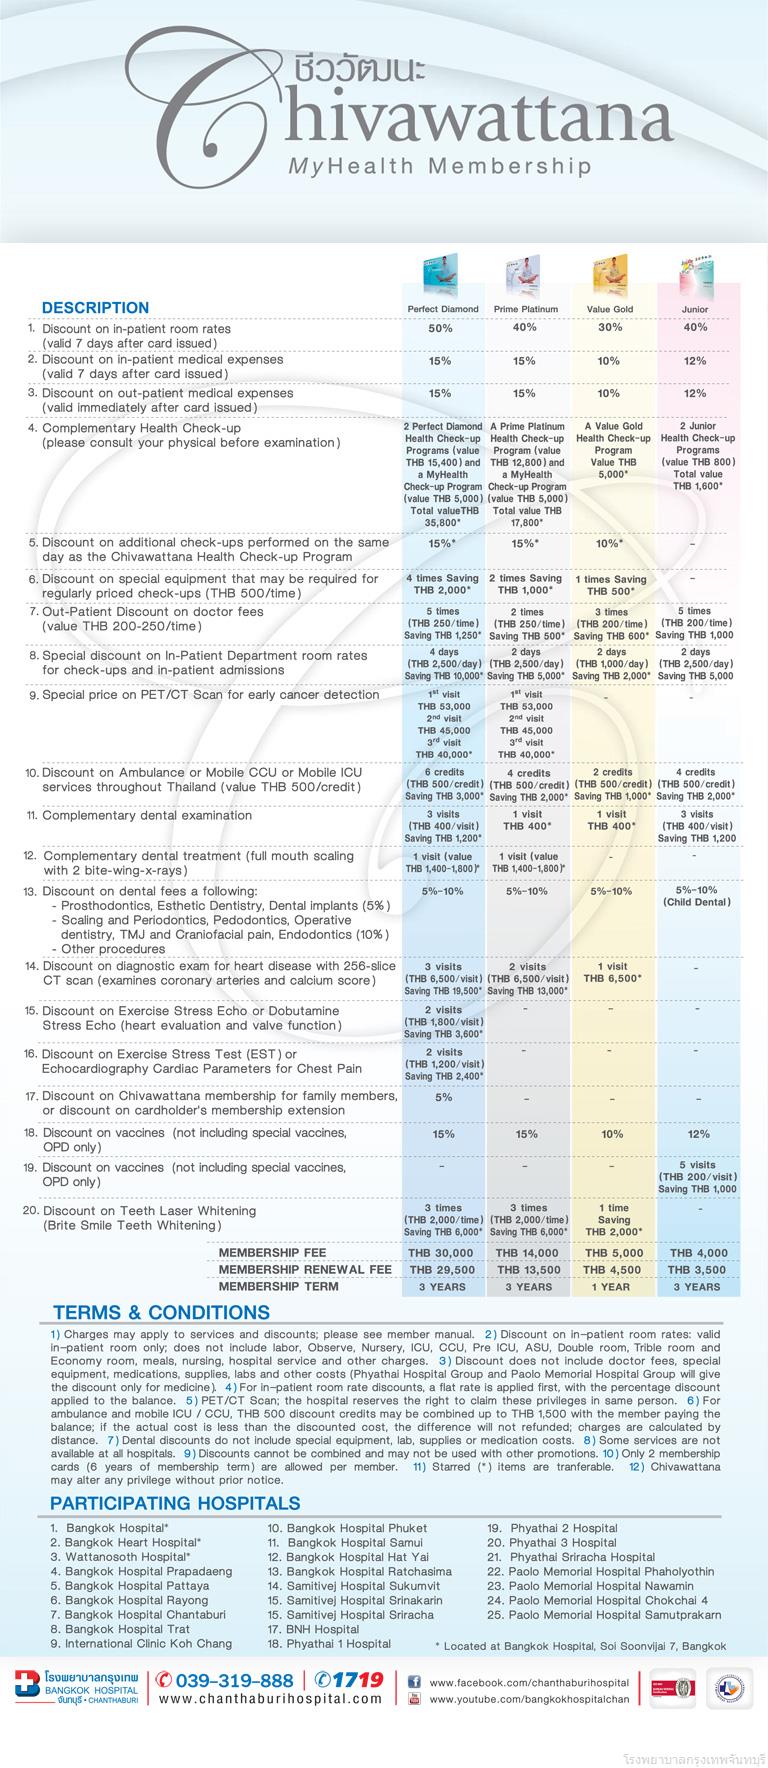 ชีววัฒนะ
Chivawattana
MyHealth Membership
DESCRIPTION
Perfect Diamond Prime Platinum Value Gold Junior
1. Discount on in-patient room rates 50% 40% 30% 40%
(valid 7 days after card issued)
2. Discount on in-patient medical expenses 15% 15% 10% 12%
(valid 7 days after card issued)
3. Discount on out-patient medical expenses 15% 15% 10% 12%
(valid immediately after card issued)
4. Complementary Health Check-up
(please consult your physical before examination)
2 Perfect Diamond
Health Check-up
Programs (value
THB 15,400) and
a MyHealth
Check-up Program
(value THB 5,000)
Total valueTHB
35,800*
A Prime Platinum
Health Check-up
Program (value
THB 12,800) and
a MyHealth
Check-up Program
(value THB 5,000)
Total value THB
17,800*
A Value Gold
Health Check-up
Program
Value THB
5,000*
2 Junior
Health Check-up
Programs
(value THB 800)
Total value
THB 1,600*
5. Discount on additional check-ups performed on the same 15%* 15%* 10%* -
day as the Chivawattana Health Check-up Program
6. Discount on special equipment that may be required for 4 times Saving 2 times Saving 1 times Saving -
regularly priced check-ups (THB 500/time) THB 2,000* THB 1,000* THB 500*
7. Out-Patient Discount on doctor fees 5 times 2 times 3 times 5 times
(value THB 200-250/time) (THB 250/time) (THB 250/time) (THB 200/time) (THB 200/time)
Saving THB 1,250* Saving THB 500* Saving THB 600* Saving THB 1,000
8. Special discount on In-Patient Department room rates 4 days 2 days 2 days 2 days
for check-ups and in-patient admissions (THB 2,500/day) (THB 2,500/day) (THB 1,000/day) (THB 2,500/day)
Saving THB 10,000* Saving THB 5,000* Saving THB 2,000* Saving THB 5,000
9. Special price on PET/CT Scan for early cancer detection 1st visit 1st visit - -
THB 53,000 THB 53,000
2nd visit 2nd visit
THB 45,000 THB 45,000
3rd visit 3rd visit
THB 40,000* THB 40,000*
10. Discount on Ambulance or Mobile CCU or Mobile ICU 6 credits 4 credits 2 credits 4 credits
services throughout Thailand (value THB 500/credit) (THB 500/credit) (THB 500/credit) (THB 500/credit) (THB 500/credit)
Saving THB 3,000* Saving THB 2,000* Saving THB 1,000* Saving THB 2,000*
11. Complementary dental examination 3 visits 1 visit 1 visit 3 visits
(THB 400/visit) THB 400* THB 400* (THB 400/visit)
Saving THB 1,200* Saving THB 1,200
12. Complementary dental treatment (full mouth scaling 1 visit (value 1 visit (value - -
with 2 bite-wing-x-rays) THB 1,400-1,800)* THB 1,400-1,800)*
13. Discount on dental fees a following: 5%-10% 5%-10% 5%-10% 5%-10%
(Child Dental)
- Prosthodontics, Esthetic Dentistry, Dental implants (5%)
- Scaling and Periodontics, Pedodontics, Operative
dentistry, TMJ and Craniofacial pain, Endodontics (10%)
- Other procedures
14. Discount on diagnostic exam for heart disease with 256-slice 3 visits 2 visits 1 visit -
CT scan (examines coronary arteries and calcium score) (THB 6,500/visit) (THB 6,500/visit) THB 6,500*
Saving THB 19,500* Saving THB 13,000*
15. Discount on Exercise Stress Echo or Dobutamine 2 visits - - -
Stress Echo (heart evaluation and valve function) (THB 1,800/visit)
Saving THB 3,600*
16. Discount on Exercise Stress Test (EST) or 2 visits - - -
Echocardiography Cardiac Parameters for Chest Pain (THB 1,200/visit)
Saving THB 2,400*
17. Discount on Chivawattana membership for family members, 5% - - -
or discount on cardholder's membership extension
18. Discount on vaccines (not including special vaccines, 15% 15% 10% 12%
OPD only)
19. Discount on vaccines (not including special vaccines, - - - 5 visits
OPD only) (THB 200/visit)
Saving THB 1,000
20. Discount on Teeth Laser Whitening 3 times 3 times 1 time -
(Brite Smile Teeth Whitening) (THB 2,000/time) (THB 2,000/time) Saving
Saving THB 6,000* Saving THB 6,000* THB 2,000*
MEMBERSHIP FEE THB 30,000 THB 14,000 THB 5,000 THB 4,000
MEMBERSHIP RENEWAL FEE THB 29,500 THB 13,500 THB 4,500 THB 3,500
MEMBERSHIP TERM 3 YEARS 3 YEARS 1 YEAR 3 YEARS
TERMS & CONDITIONS
1) Charges may apply to services and discounts; please see member manual. 2) Discount on in-patient room rates: valid
in-patient room only; does not include labor, Observe, Nursery, ICU, CCU, Pre ICU, ASU, Double room, Trible room and
Economy room, meals, nursing, hospital service and other charges. 3) Discount does not include doctor fees, special
equipment, medications, supplies, labs and other costs (Phyathai Hospital Group and Paolo Memorial Hospital Group will give
the discount only for medicine). 4) For in-patient room rate discounts, a flat rate is applied first, with the percentage discount
applied to the balance. 5) PET/CT Scan; the hospital reserves the right to claim these privileges in same person. 6) For
ambulance and mobile ICU / CCU, THB 500 discount credits may be combined up to THB 1,500 with the member paying the
balance; if the actual cost is less than the discounted cost, the difference will not refunded; charges are calculated by
distance. 7) Dental discounts do not include special equipment, lab, supplies or medication costs. 8) Some services are not
available at all hospitals. 9) Discounts cannot be combined and may not be used with other promotions. 10) Only 2 membership
cards (6 years of membership term) are allowed per member. 11) Starred (*) items are tranferable. 12) Chivawattana
may alter any privilege without prior notice.
PARTICIPATING HOSPITALS
1. Bangkok Hospital*
2. Bangkok Heart Hospital*
3. Wattanosoth Hospital*
4. Bangkok Hospital Prapadaeng
5. Bangkok Hospital Pattaya
6. Bangkok Hospital Rayong
7. Bangkok Hospital Chantaburi
8. Bangkok Hospital Trat
9. International Clinic Koh Chang
10. Bangkok Hospital Phuket
11. Bangkok Hospital Samui
12. Bangkok Hospital Hat Yai
13. Bangkok Hospital Ratchasima
14. Samitivej Hospital Sukumvit
15. Samitivej Hospital Srinakarin
15. Samitivej Hospital Sriracha
17. BNH Hospital
18. Phyathai 1 Hospital
19. Phyathai 2 Hospital
20. Phyathai 3 Hospital
21. Phyathai Sriracha Hospital
22. Paolo Memorial Hospital Phaholyothin
23. Paolo Memorial Hospital Nawamin
24. Paolo Memorial Hospital Chokchai 4
25. Paolo Memorial Hospital Samutprakarn
* Located at Bangkok Hospital, Soi Soonvijai 7, Bangkok
โรงพยาบาลกรุงเทพ
BANGKOK HOSPITAL
จันทบุรี • CHANTHABURI
039-319-888 1719
www.chanthaburihospital.com
www.facebook.com/chanthaburihospital
www.youtube.com/bangkokhospitalchan
โรงพยาบาลกรุงเทพจันทบุรี